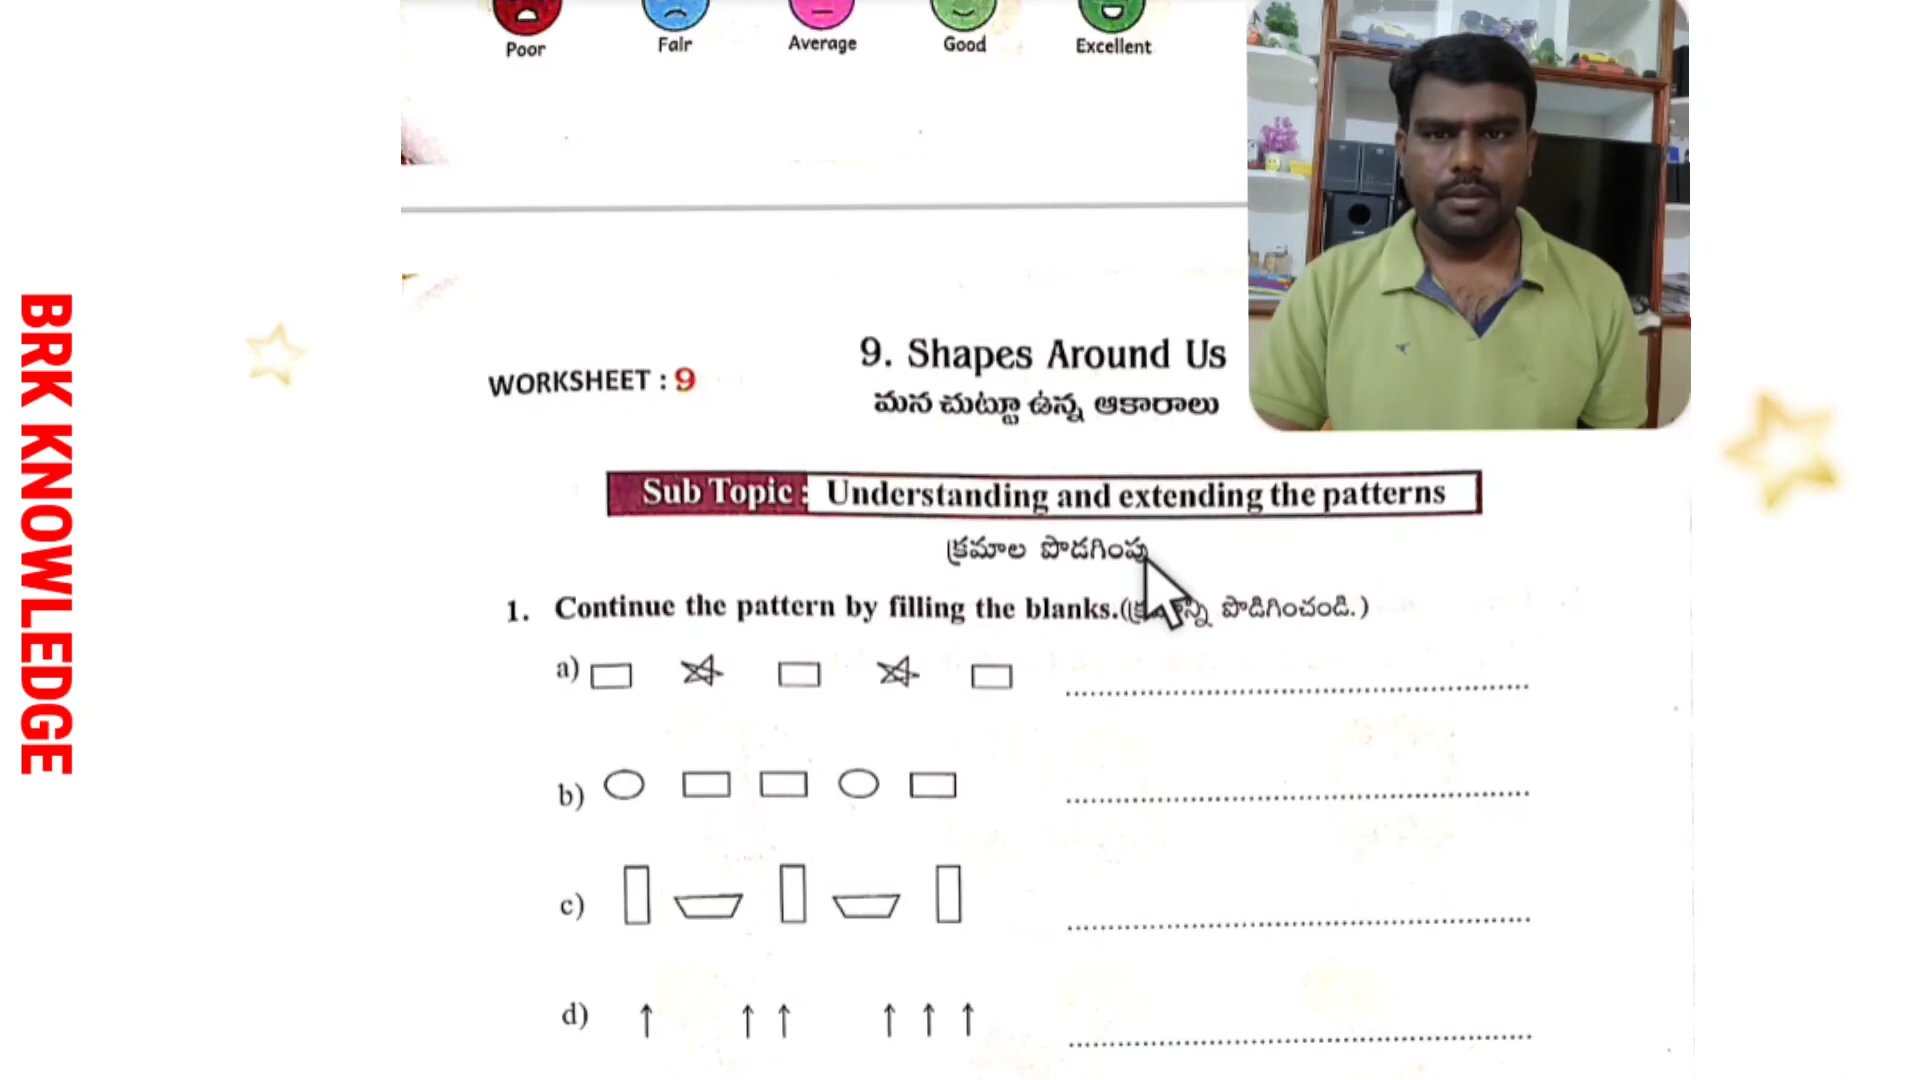 Poor Fair Average Good Excellent
BRK KNOWLEDGE
WORKSHEET : 9
9. Shapes Around Us
మన చుట్టూ ఉన్న ఆకారాలు
Sub Topic : Understanding and extending the patterns
క్రమాల పొడగింపు
1. Continue the pattern by filling the blanks.( పొడిగించండి.)
a)
b)
c)
d)